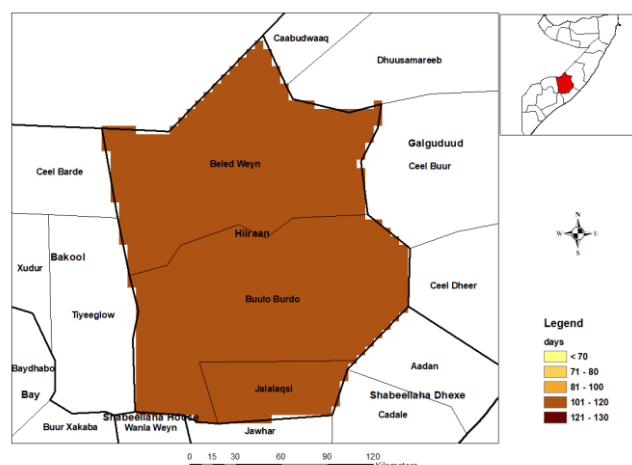 Caabudwaaq
Dhuusamareeb
Galguduud
Beled Weyn
Ceel Buur
Ceel Barde
Hiiraan
Bakool
Xudur
Ceel Dheer
Tiyeeglow
Buulo Burdo
Baydhabo
Aadan
Bay
Jalalaqsi
Shabeellaha Dhexe
Cadale
Buur Xakaba
Wanla Weyn
Jawhar
N
W
S
Legend
days
< 70
71 - 80
81 - 100
101 - 120
121 - 130
0 15 30 60 90 120
Kilometers